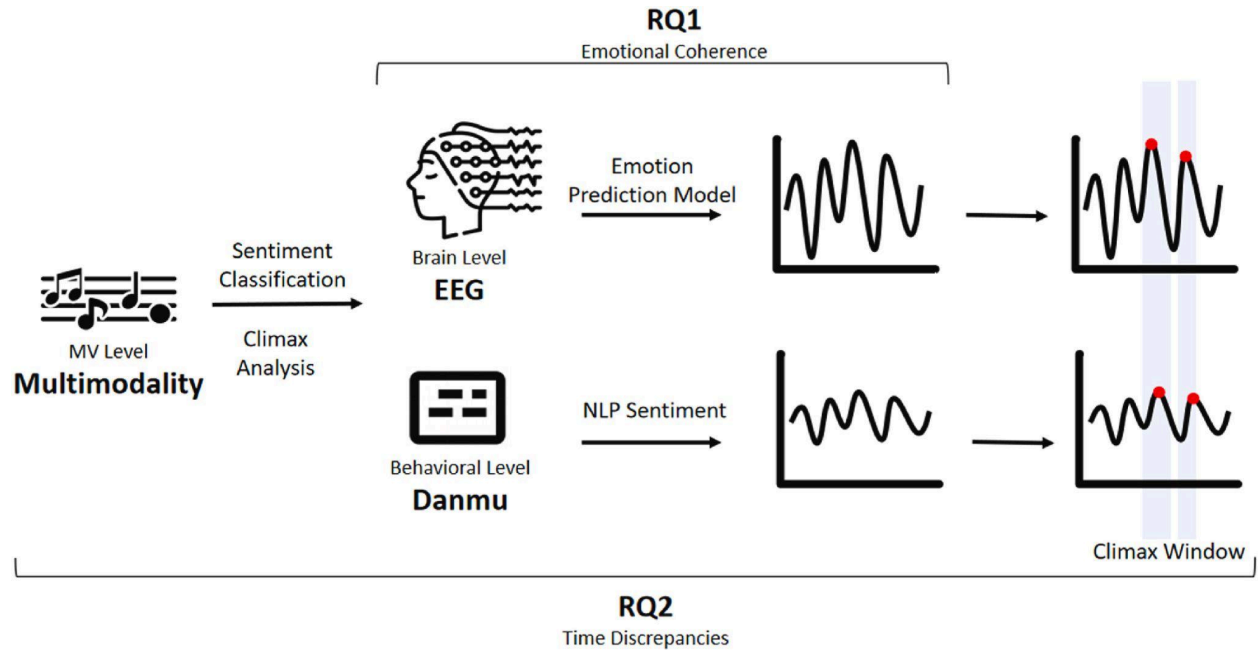 RQ1
Emotional Coherence
Emotion
Prediction Model
Brain Level
EEG
Sentiment
Classification
Climax
Analysis
MV Level
Multimodality
NLP Sentiment
Behavioral Level
Danmu
Climax Window
RQ2
Time Discrepancies